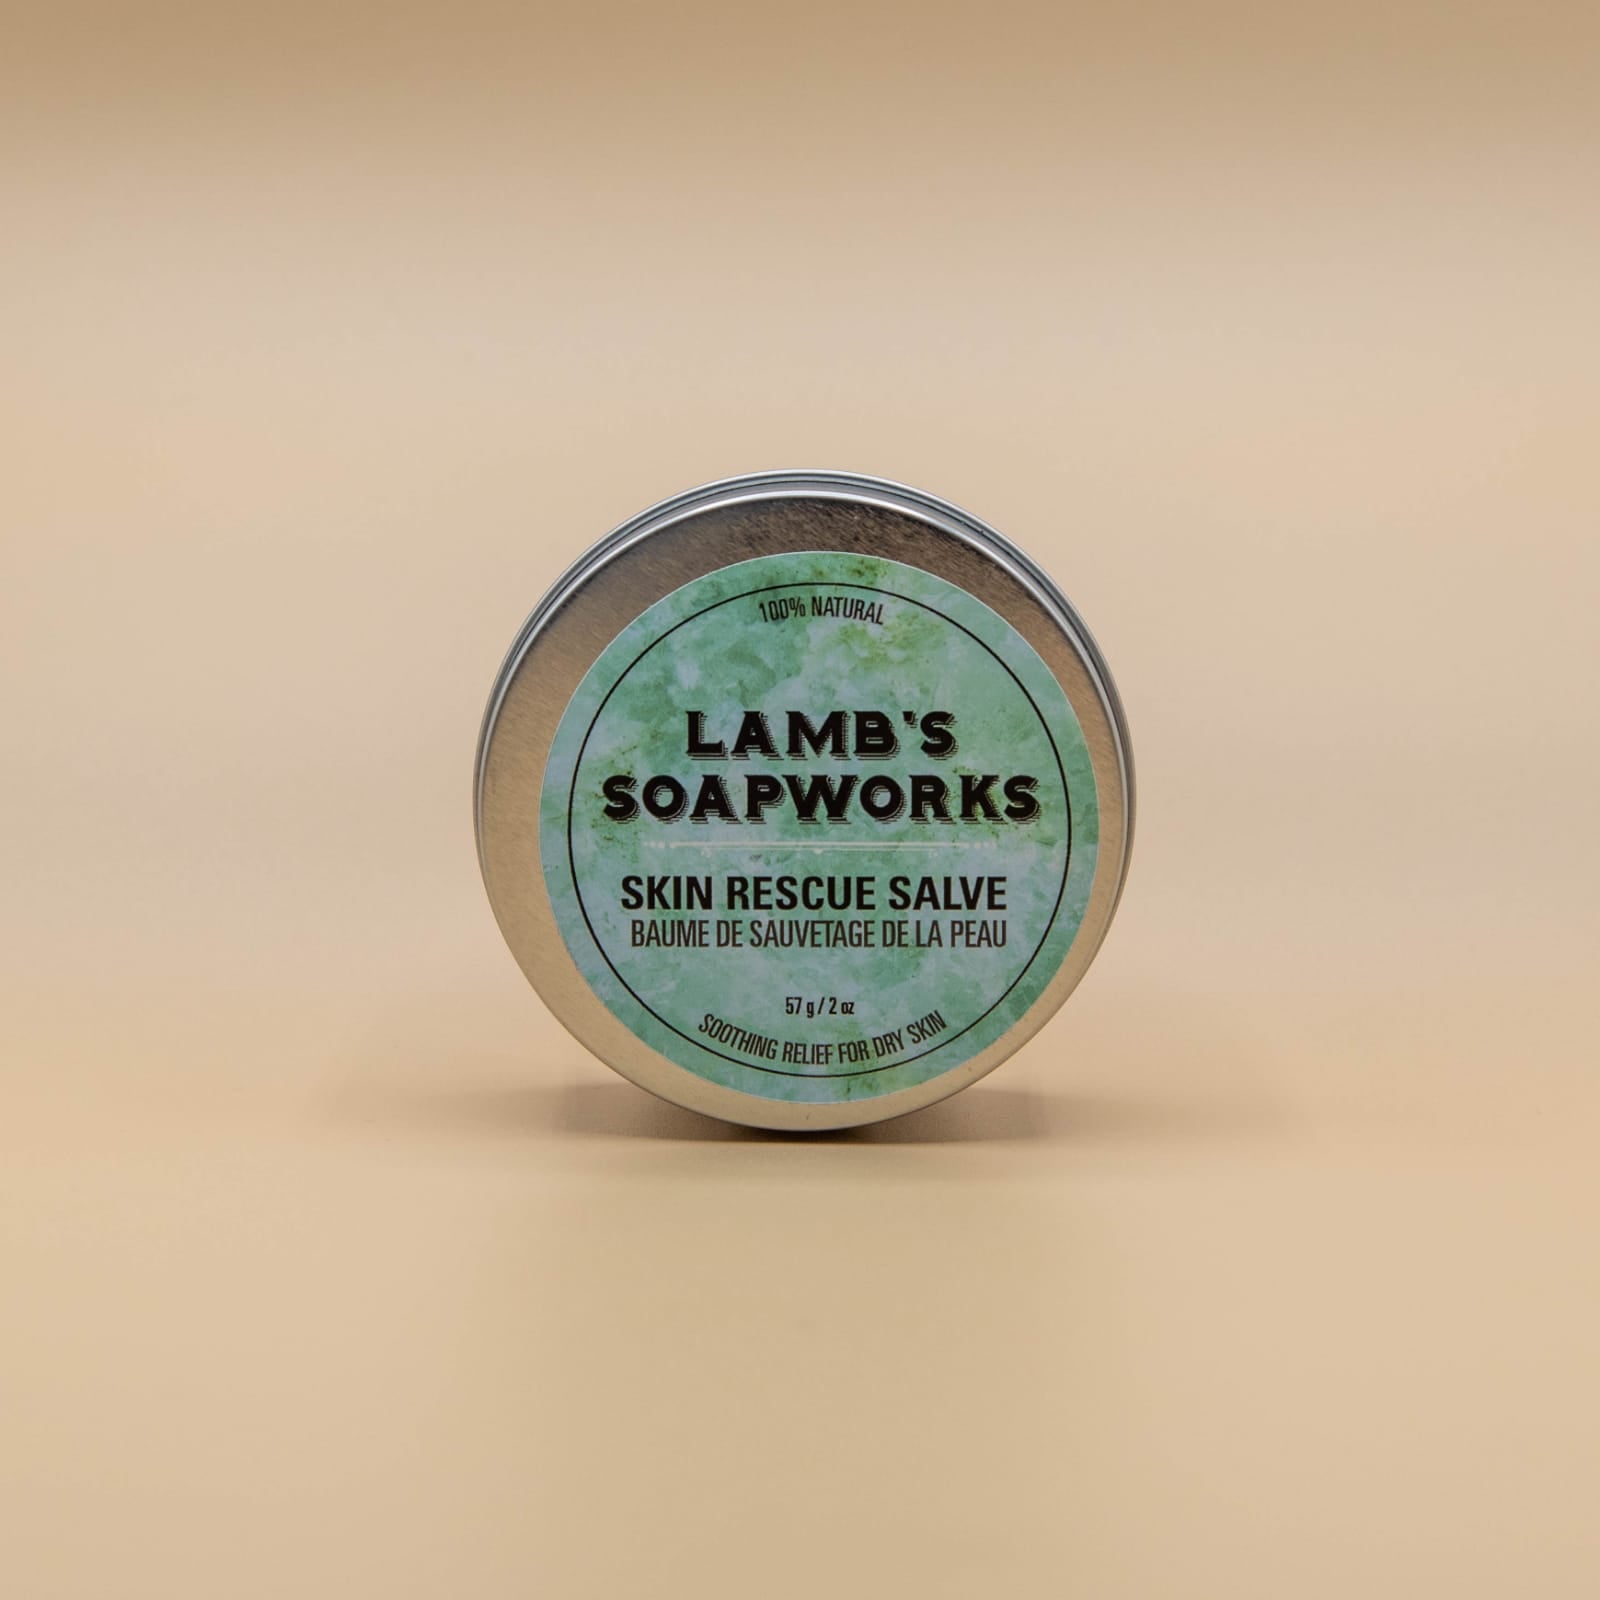 100% NATURAL
LAMB'S
SOAPWORKS
SKIN RESCUE SALVE
BAUME DE SAUVETAGE DE LA PEAU
57 g / 2 oz
SOOTHING RELIEF FOR DRY SKIN